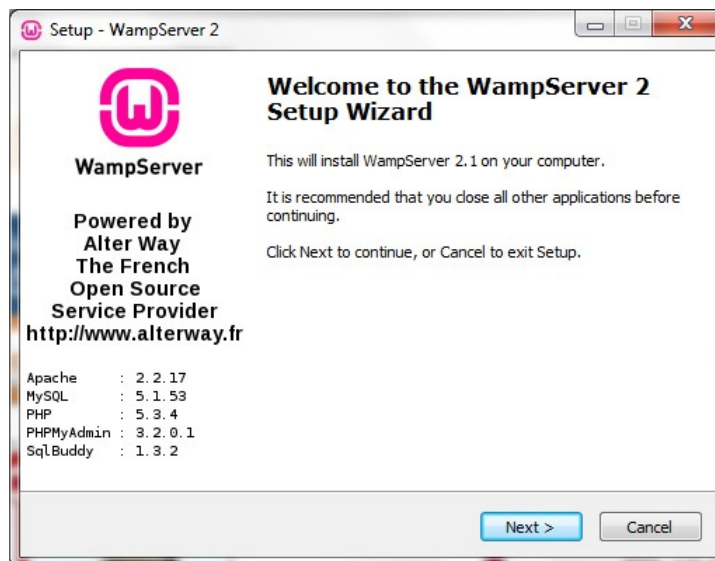 Setup - WampServer 2
WampServer
Powered by
Alter Way
The French
Open Source
Service Provider
http://www.alterway.fr
Apache : 2.2.17
MySQL : 5.1.53
PHP : 5.3.4
PHPMyAdmin : 3.2.0.1
SqlBuddy : 1.3.2
Welcome to the WampServer 2
Setup Wizard
This will install WampServer 2.1 on your computer.
It is recommended that you close all other applications before
continuing.
Click Next to continue, or Cancel to exit Setup.
Next >
Cancel